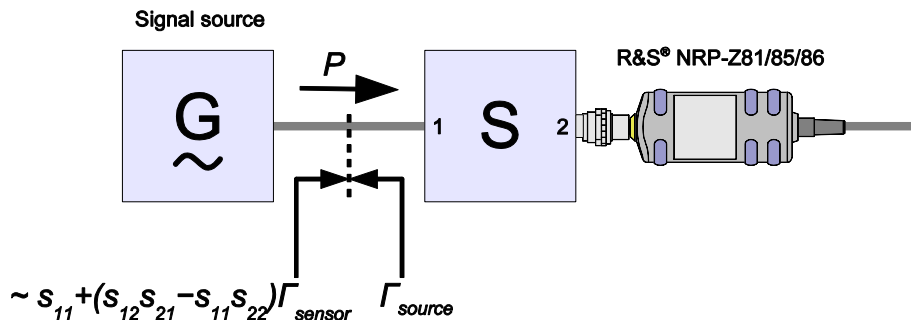 Signal source
R&S® NRP-Z81/85/86
P
G
~
1 S 2
~ s₁₁+(s₁₂s₂₁−s₁₁s₂₂)Γsensor Γsource